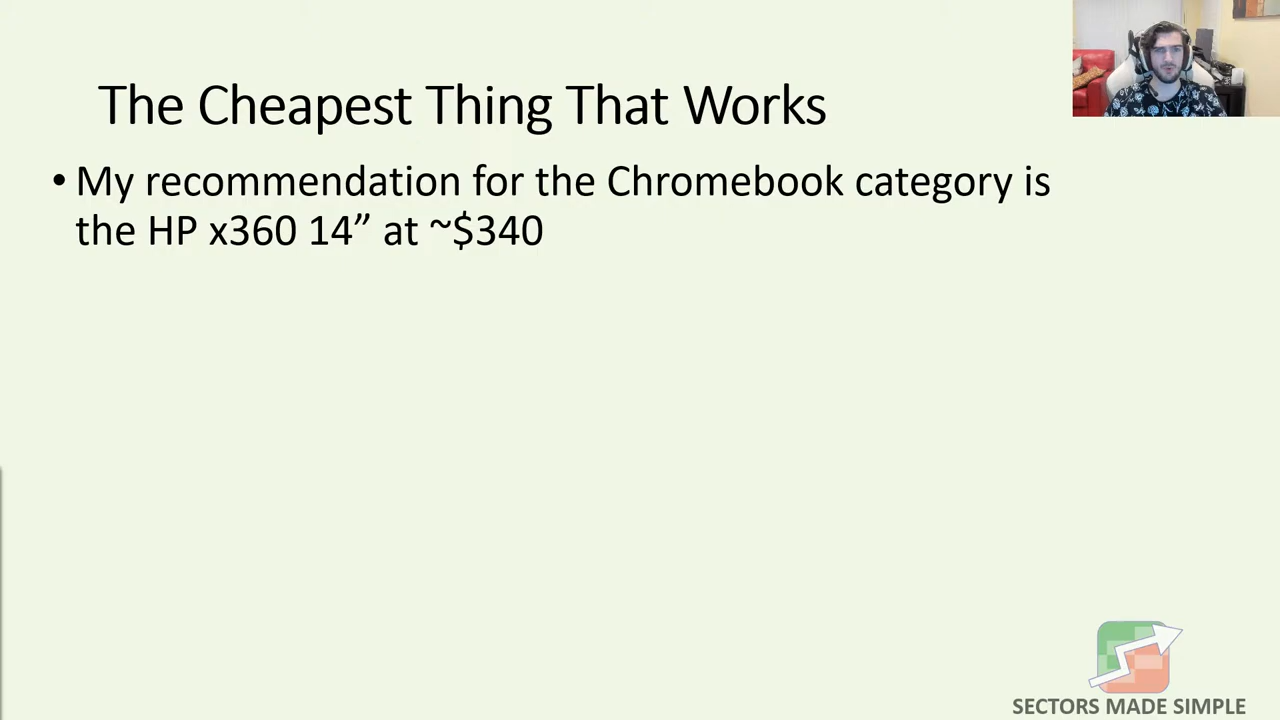 The Cheapest Thing That Works
• My recommendation for the Chromebook category is
the HP x360 14” at ~$340
SECTORS MADE SIMPLE